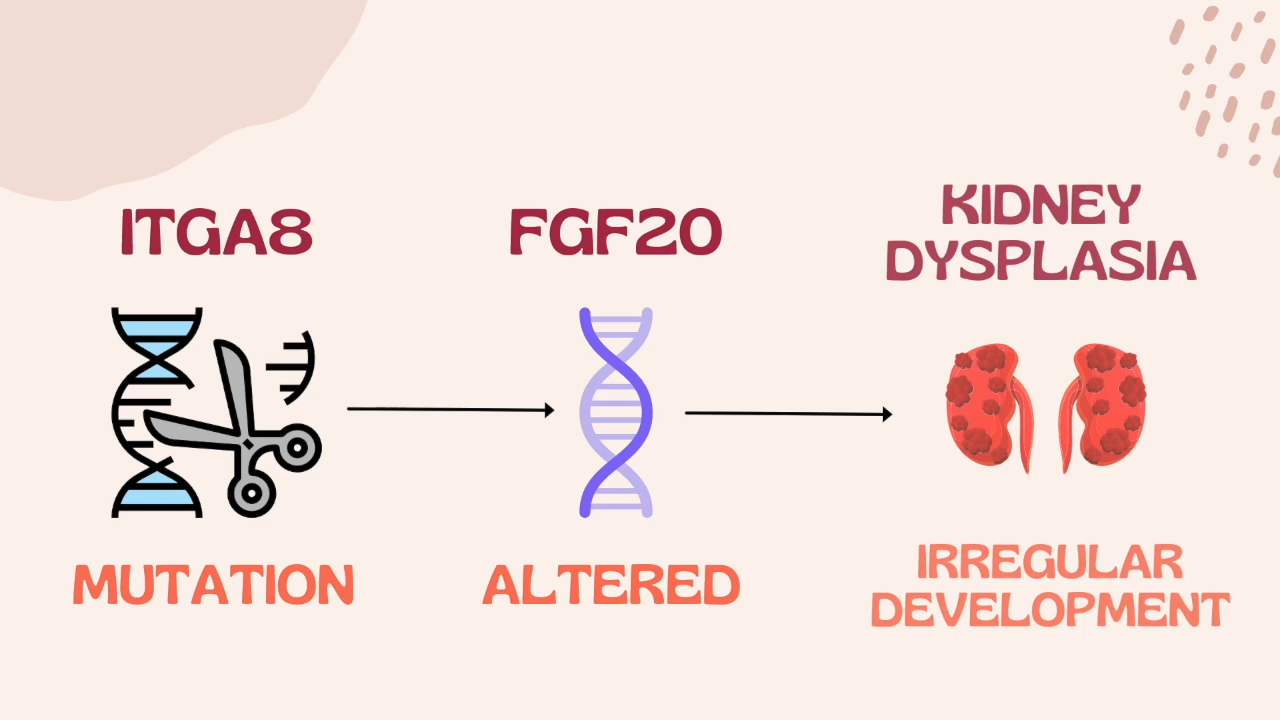 ITGA8
MUTATION
FGF20
ALTERED
KIDNEY
DYSPLASIA
IRREGULAR
DEVELOPMENT